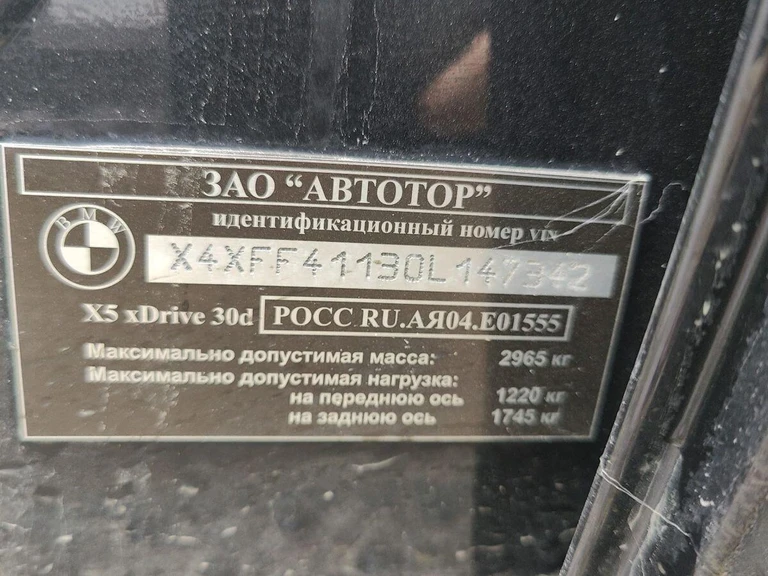 ЗАО “АВТОТОР”
BMW
идентификационный номер VIN
X4XFF41130L147342
X5 xDrive 30d РОСС RU.АЯ04.Е01555
Максимально допустимая масса: 2965 кг
Максимально допустимая нагрузка:
на переднюю ось 1220 кг
на заднюю ось 1745 кг